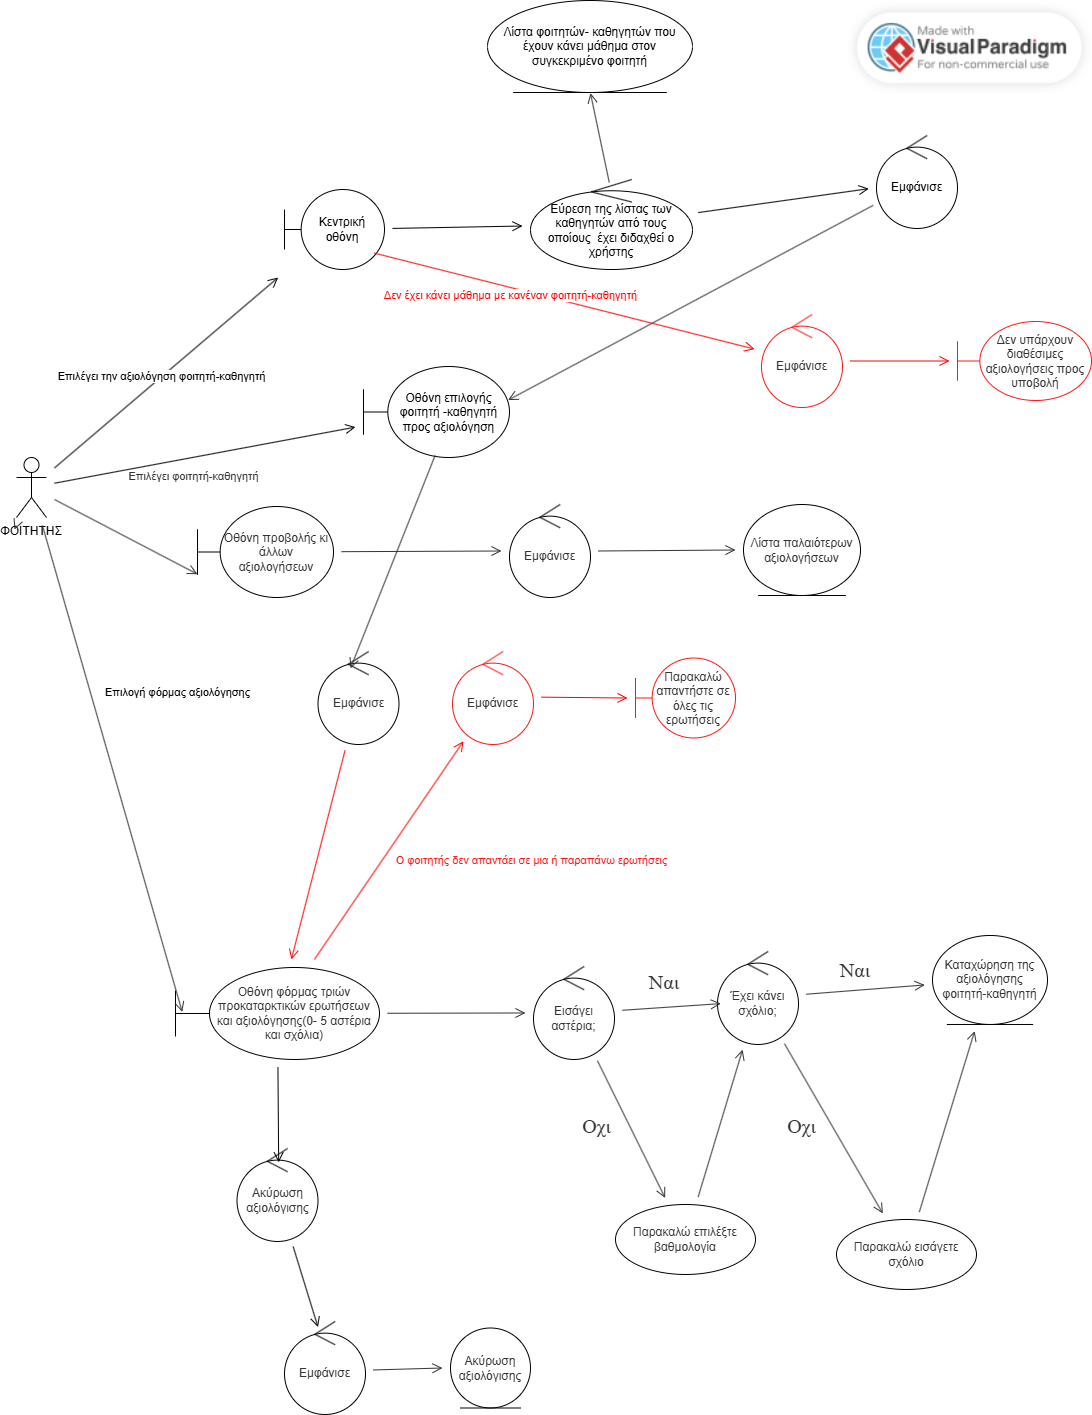 Λίστα φοιτητών- καθηγητών που
έχουν κάνει μάθημα στον
συγκεκριμένο φοιτητή
Made with
Visual Paradigm
For non-commercial use
Εμφάνισε
Κεντρική
οθόνη
Εύρεση της λίστας των
καθηγητών από τους
οποίους έχει διδαχθεί ο
χρήστης
Δεν έχει κάνει μάθημα με κανέναν φοιτητή-καθηγητή
Εμφάνισε
Δεν υπάρχουν
διαθέσιμες
αξιολογήσεις προς
υποβολή
Επιλέγει την αξιολόγηση φοιτητή-καθηγητή
Οθόνη επιλογής
φοιτητή -καθηγητή
προς αξιολόγηση
Επιλέγει φοιτητή-καθηγητή
ΦΟΙΤΗΤΗΣ
Οθόνη προβολής κι
άλλων
αξιολογήσεων
Εμφάνισε
Λίστα παλαιότερων
αξιολογήσεων
Επιλογή φόρμας αξιολόγησης
Εμφάνισε
Εμφάνισε
Παρακαλώ
απαντήστε σε
όλες τις
ερωτήσεις
Ο φοιτητής δεν απαντάει σε μια ή παραπάνω ερωτήσεις
Οθόνη φόρμας τριών
προκαταρκτικών ερωτήσεων
και αξιολόγησης(0- 5 αστέρια
και σχόλια)
Εισάγει
αστέρια;
Ναι
Έχει κάνει
σχόλιο;
Ναι
Καταχώρηση της
αξιολόγησης
φοιτητή-καθηγητή
Οχι
Οχι
Παρακαλώ επιλέξτε
βαθμολογία
Παρακαλώ εισάγετε
σχόλιο
Ακύρωση
αξιολόγισης
Εμφάνισε
Ακύρωση
αξιολόγισης